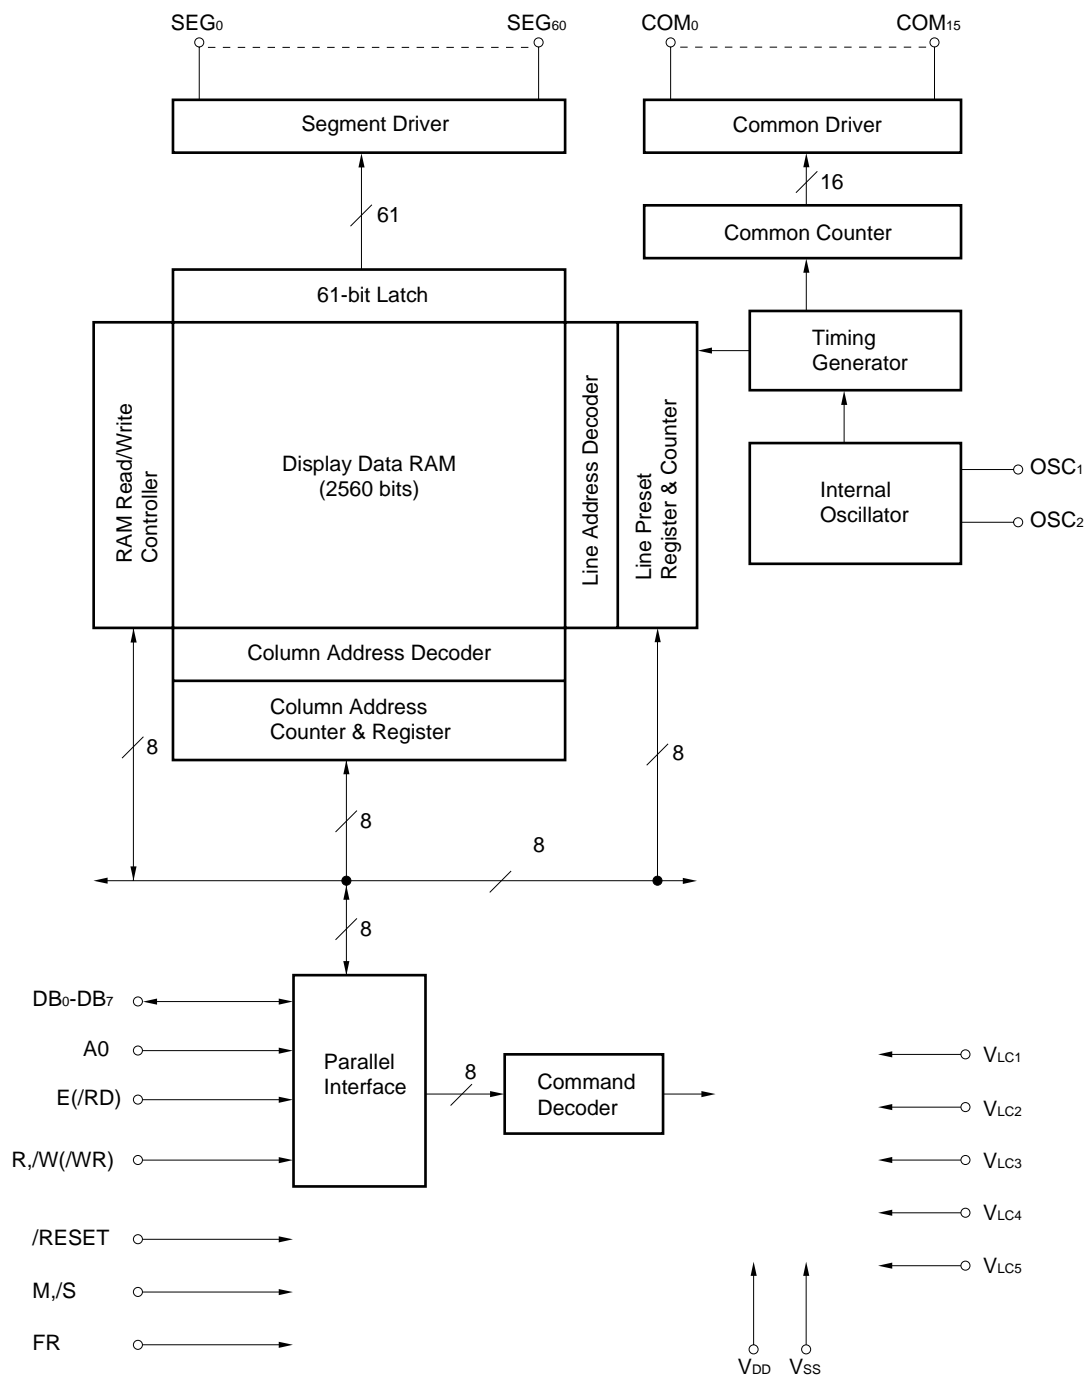 SEG0 SEG60 COM0 COM15
Segment Driver
Common Driver
16
61
Common Counter
61-bit Latch
Timing
Generator
RAM Read/Write
Controller
Display Data RAM
(2560 bits)
Line Address Decoder
Line Preset
Register & Counter
Internal
Oscillator
OSC1
OSC2
Column Address Decoder
Column Address
Counter & Register
8
8
8
8
8
DB0-DB7
A0
E(/RD)
R,/W(/WR)
Parallel
Interface
8
Command
Decoder
VLC1
VLC2
VLC3
VLC4
VLC5
/RESET
M,/S
FR
VDD VSS